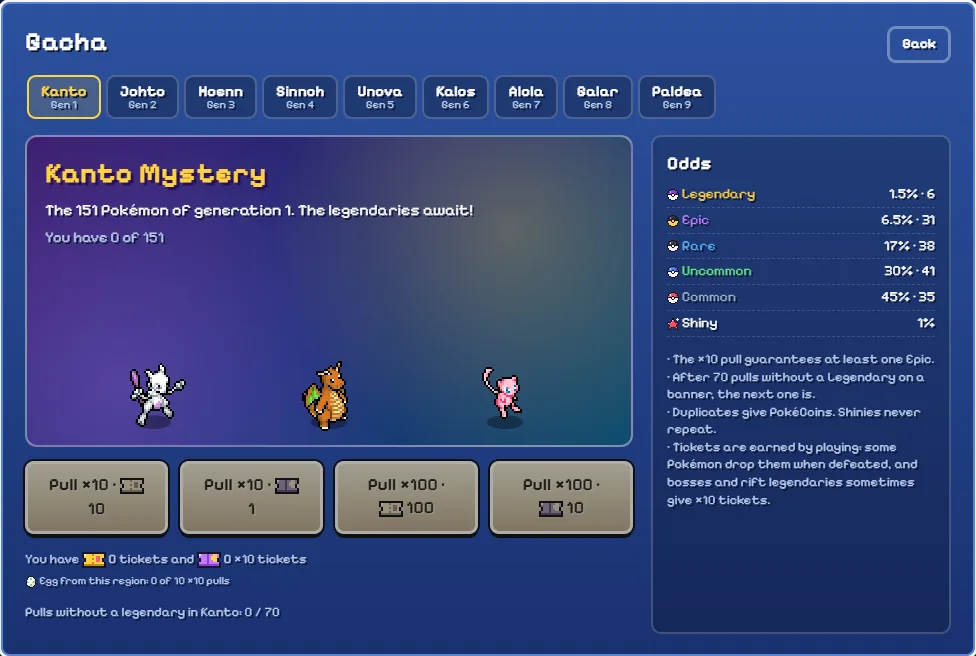 Gacha
Back
Kanto
Gen 1
Johto
Gen 2
Hoenn
Gen 3
Sinnoh
Gen 4
Unova
Gen 5
Kalos
Gen 6
Alola
Gen 7
Galar
Gen 8
Paldea
Gen 9
Kanto Mystery
The 151 Pokémon of generation 1. The legendaries await!
You have 0 of 151
Pull ×10 ·
10
Pull ×10 ·
1
Pull ×100 ·
100
Pull ×100 ·
10
You have 0 tickets and 0 ×10 tickets
Egg from this region: 0 of 10 ×10 pulls
Pulls without a legendary in Kanto: 0 / 70
Odds
Legendary 1.5% · 6
Epic 6.5% · 31
Rare 17% · 38
Uncommon 30% · 41
Common 45% · 35
Shiny 1%
· The ×10 pull guarantees at least one Epic.
· After 70 pulls without a Legendary on a
banner, the next one is.
· Duplicates give PokéCoins. Shinies never
repeat.
· Tickets are earned by playing: some
Pokémon drop them when defeated, and
bosses and rift legendaries sometimes
give ×10 tickets.